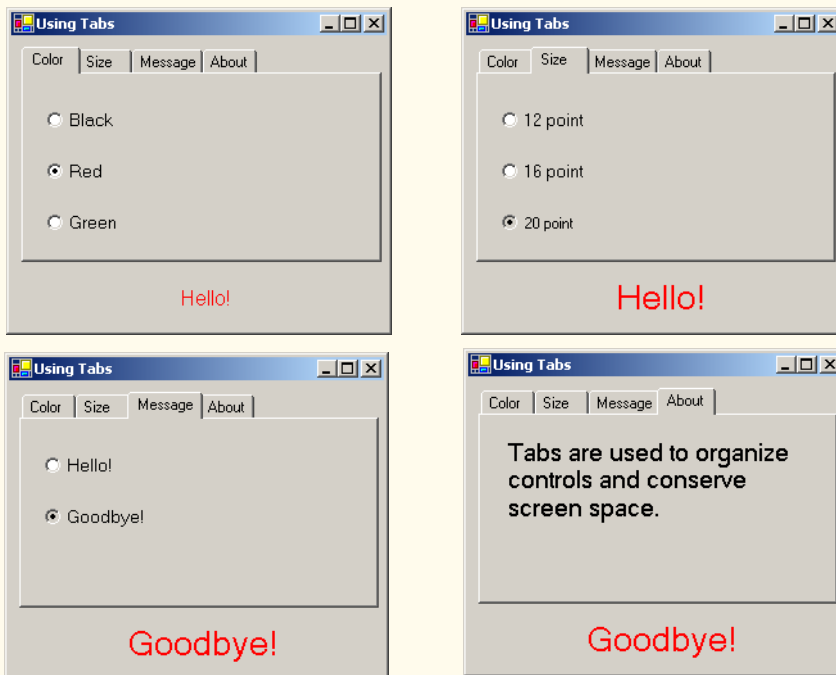 Using Tabs
Color Size Message About
Black
Red
Green
Hello!
Using Tabs
Color Size Message About
12 point
16 point
20 point
Hello!
Using Tabs
Color Size Message About
Hello!
Goodbye!
Goodbye!
Using Tabs
Color Size Message About
Tabs are used to organize
controls and conserve
screen space.
Goodbye!